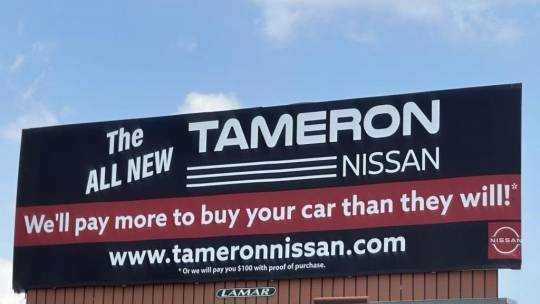 The
ALL NEW
TAMERON
NISSAN
We'll pay more to buy your car than they will!*
NISSAN
www.tameronnissan.com
* Or we will pay you $100 with proof of purchase.
LAMAR